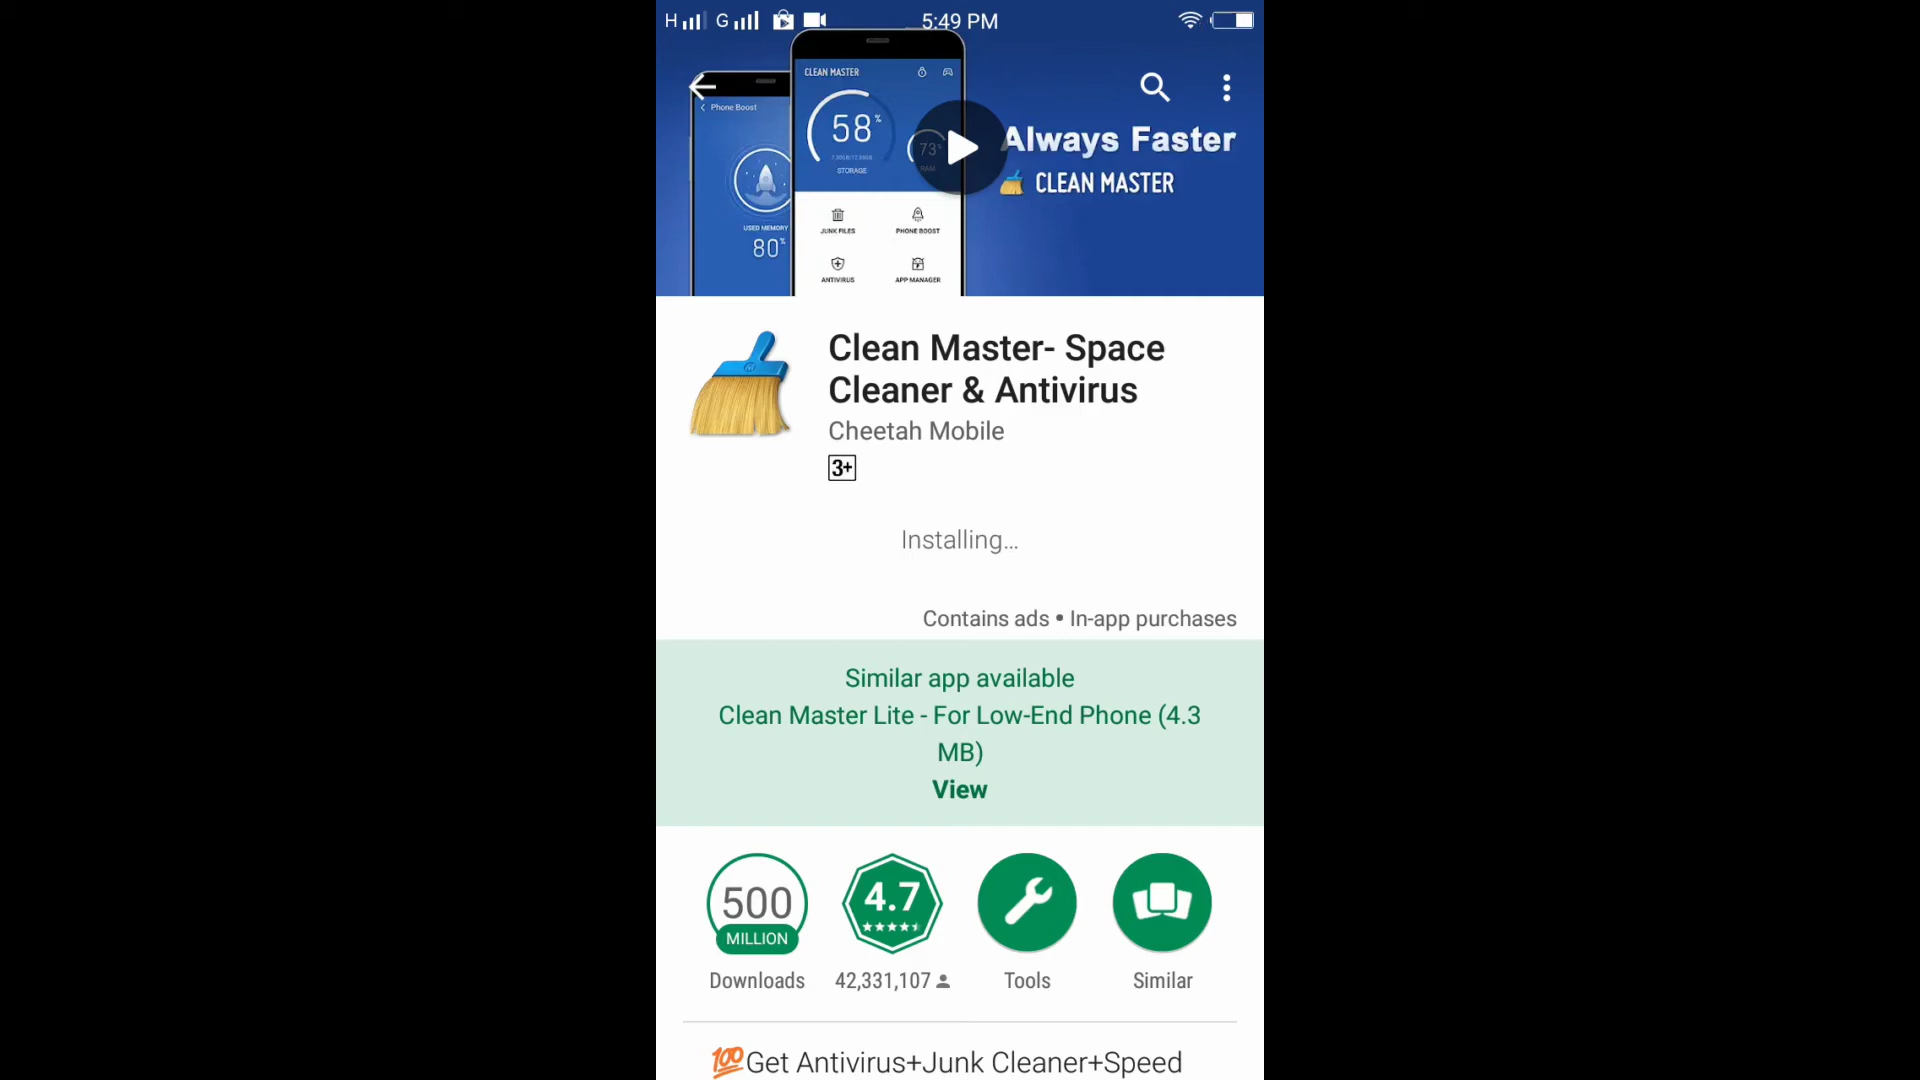 H G 5:49 PM
CLEAN MASTER
Phone Boost
58%
73%
STORAGE
USED MEMORY
80%
JUNK FILES PHONE BOOST
ANTIVIRUS APP MANAGER
Always Faster
CLEAN MASTER
Clean Master- Space
Cleaner & Antivirus
Cheetah Mobile
3+
Installing…
Contains ads • In-app purchases
Similar app available
Clean Master Lite - For Low-End Phone (4.3
MB)
View
500 4.7
MILLION
Downloads 42,331,107 Tools Similar
💯Get Antivirus+Junk Cleaner+Speed